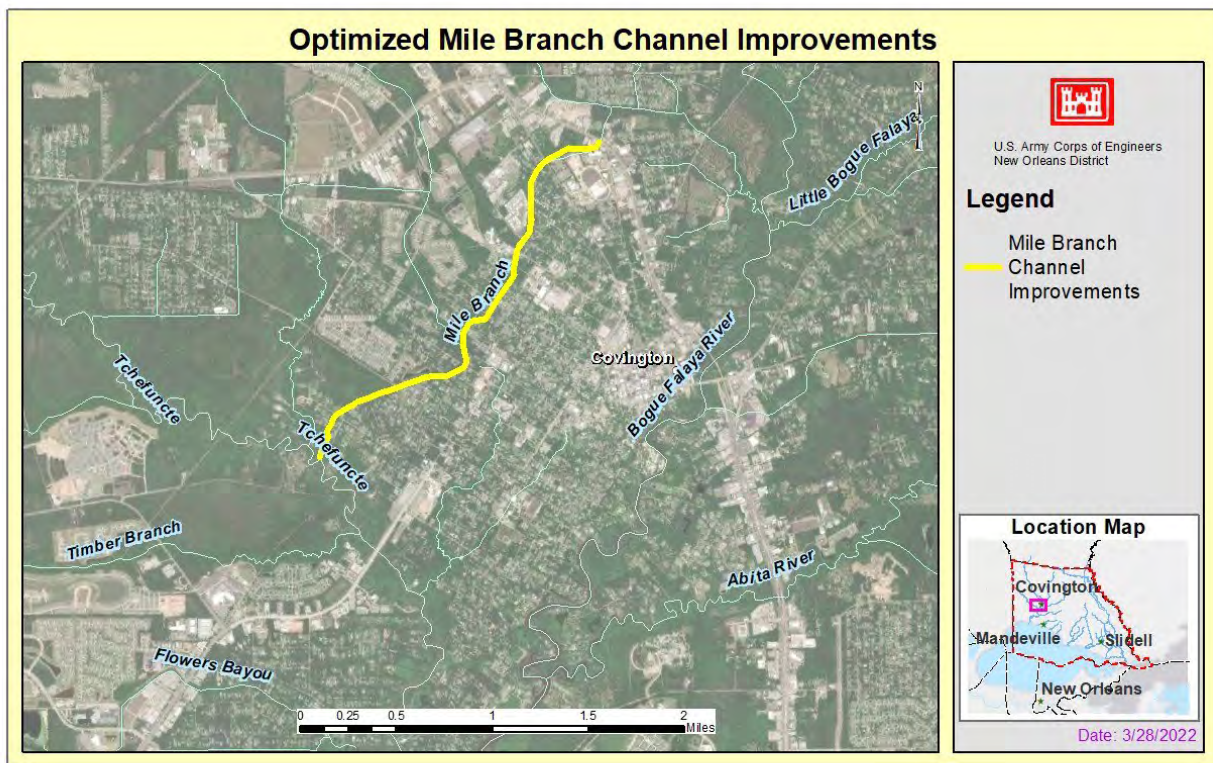 Optimized Mile Branch Channel Improvements
N
Little Bogue Falaya
Mile Branch
Covington
Bogue Falaya River
Tchefuncte
Tchefuncte
Timber Branch
Abita River
Flowers Bayou
0 0.25 0.5 1 1.5 2
Miles
U.S. Army Corps of Engineers
New Orleans District
Legend
Mile Branch
Channel
Improvements
Location Map
Covington
Mandeville
Slidell
New Orleans
Date: 3/28/2022